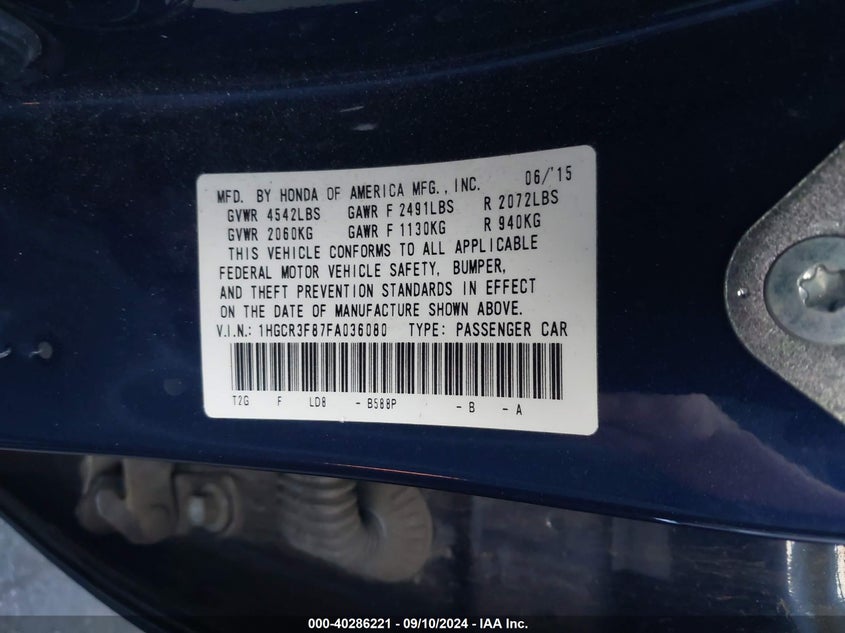 MFD. BY HONDA OF AMERICA MFG., INC. 06/'15
GVWR 4542LBS GAWR F 2491LBS R 2072LBS
GVWR 2060KG GAWR F 1130KG R 940KG
THIS VEHICLE CONFORMS TO ALL APPLICABLE
FEDERAL MOTOR VEHICLE SAFETY, BUMPER,
AND THEFT PREVENTION STANDARDS IN EFFECT
ON THE DATE OF MANUFACTURE SHOWN ABOVE.
V.I.N.: 1HGCR3F87FA036080 TYPE: PASSENGER CAR
T2G F LD8 - B588P - B - A
000-40286221 - 09/10/2024 - IAA Inc.